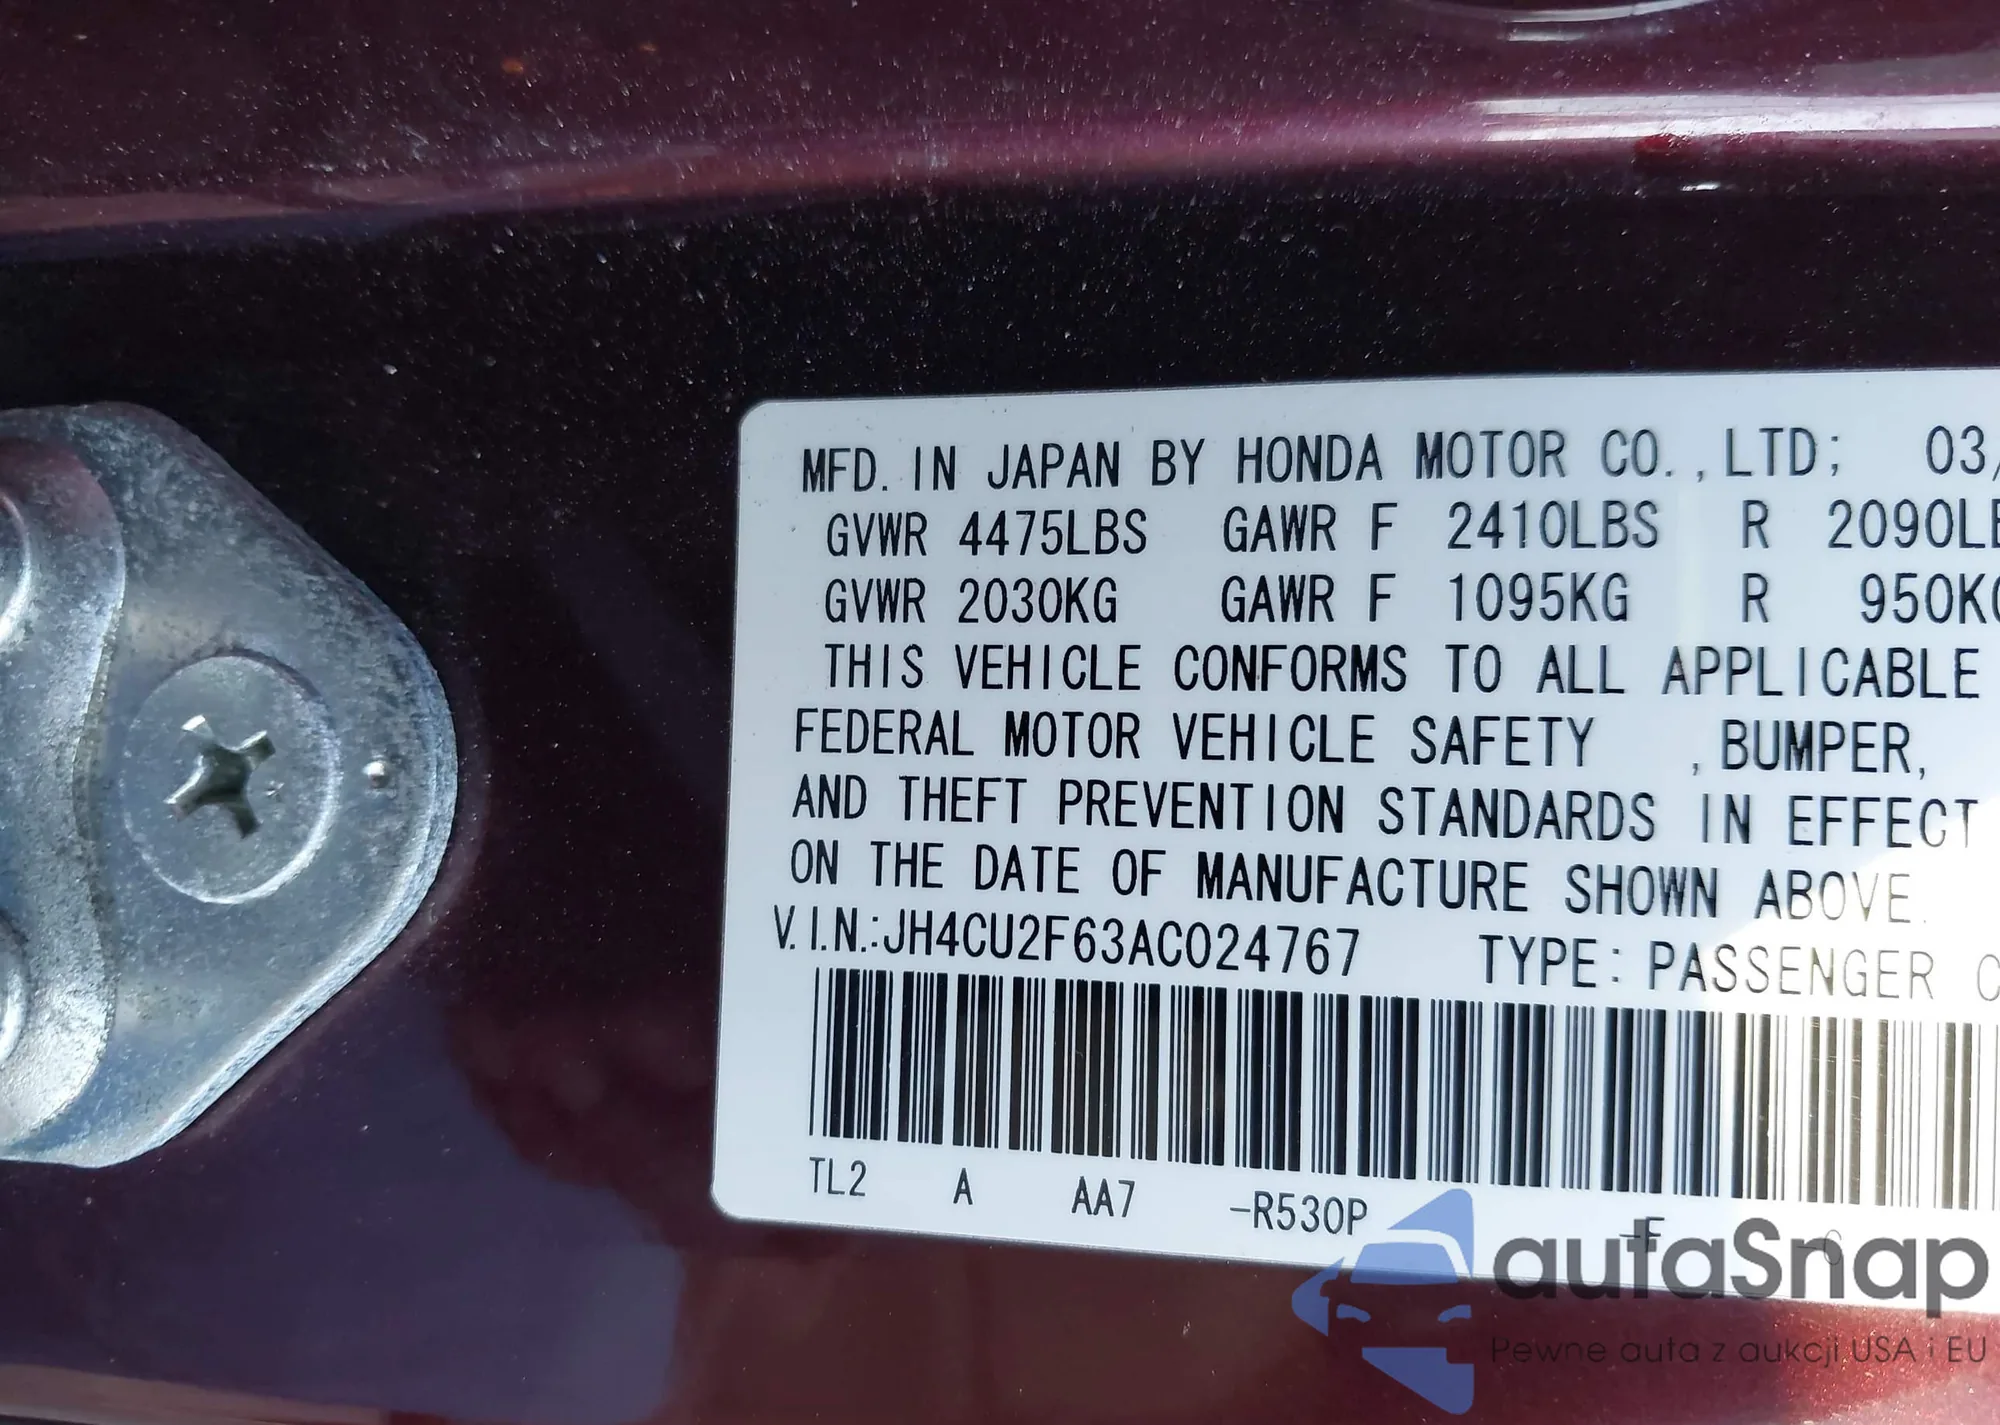 MFD. IN JAPAN BY HONDA MOTOR CO.,LTD; 03/
GVWR 4475LBS GAWR F 2410LBS R 2090LB
GVWR 2030KG GAWR F 1095KG R 950KG
THIS VEHICLE CONFORMS TO ALL APPLICABLE
FEDERAL MOTOR VEHICLE SAFETY ,BUMPER,
AND THEFT PREVENTION STANDARDS IN EFFECT
ON THE DATE OF MANUFACTURE SHOWN ABOVE.
V.I.N.:JH4CU2F63AC024767 TYPE: PASSENGER C
TL2 A AA7 -R530P -F -C
autaSnap
Pewne auta z aukcji USA i EU